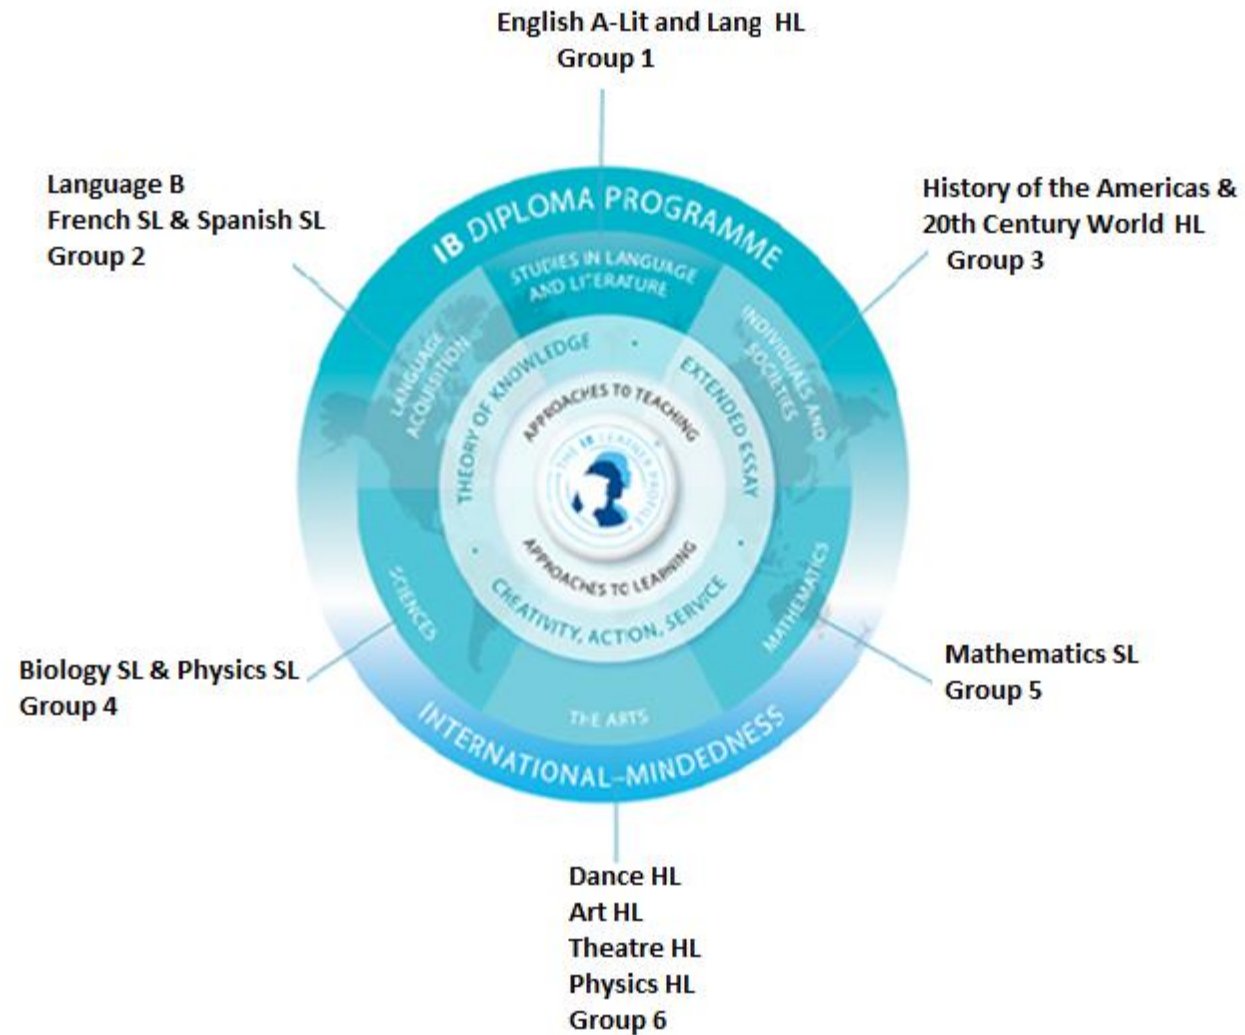 English A-Lit and Lang HL
Group 1
Language B
French SL & Spanish SL
Group 2
History of the Americas &
20th Century World HL
Group 3
IB DIPLOMA PROGRAMME
STUDIES IN LANGUAGE
AND LITERATURE
LANGUAGE
ACQUISITION
INDIVIDUALS AND
SOCIETIES
THEORY OF KNOWLEDGE
EXTENDED ESSAY
APPROACHES TO TEACHING
THE IB LEARNER PROFILE
APPROACHES TO LEARNING
CREATIVITY, ACTION, SERVICE
SCIENCES
MATHEMATICS
THE ARTS
INTERNATIONAL-MINDEDNESS
Biology SL & Physics SL
Group 4
Mathematics SL
Group 5
Dance HL
Art HL
Theatre HL
Physics HL
Group 6